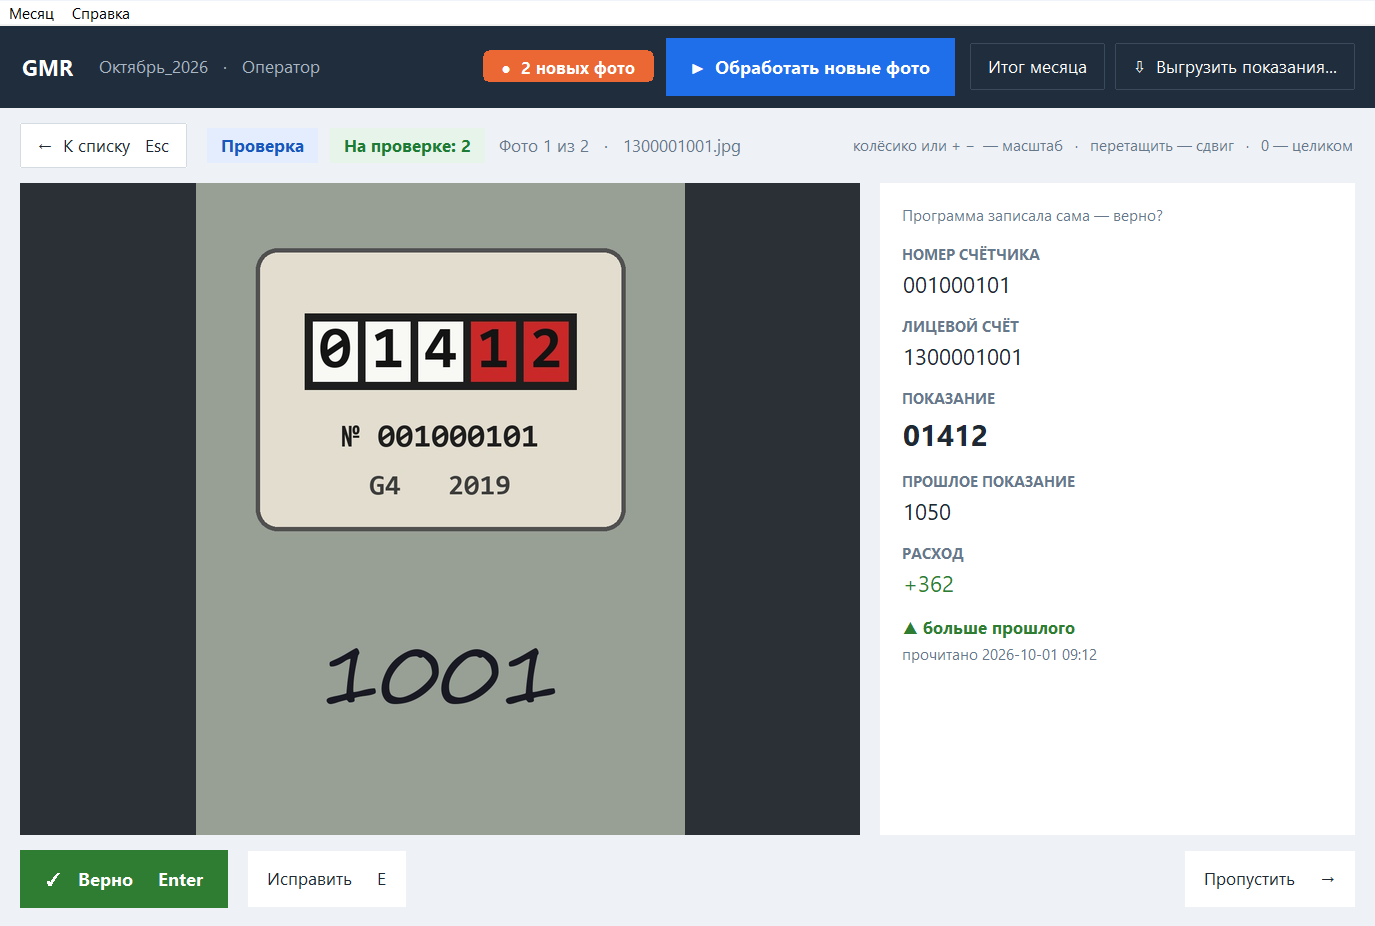 Месяц Справка
GMR Октябрь_2026 · Оператор ● 2 новых фото ► Обработать новые фото Итог месяца ⇩ Выгрузить показания...
← К списку Esc Проверка На проверке: 2 Фото 1 из 2 · 1300001001.jpg колёсико или + − — масштаб · перетащить — сдвиг · 0 — целиком
01412
№ 001000101
G4 2019
1001
Программа записала сама — верно?
НОМЕР СЧЁТЧИКА
001000101
ЛИЦЕВОЙ СЧЁТ
1300001001
ПОКАЗАНИЕ
01412
ПРОШЛОЕ ПОКАЗАНИЕ
1050
РАСХОД
+362
▲ больше прошлого
прочитано 2026-10-01 09:12
✓ Верно Enter Исправить E Пропустить →